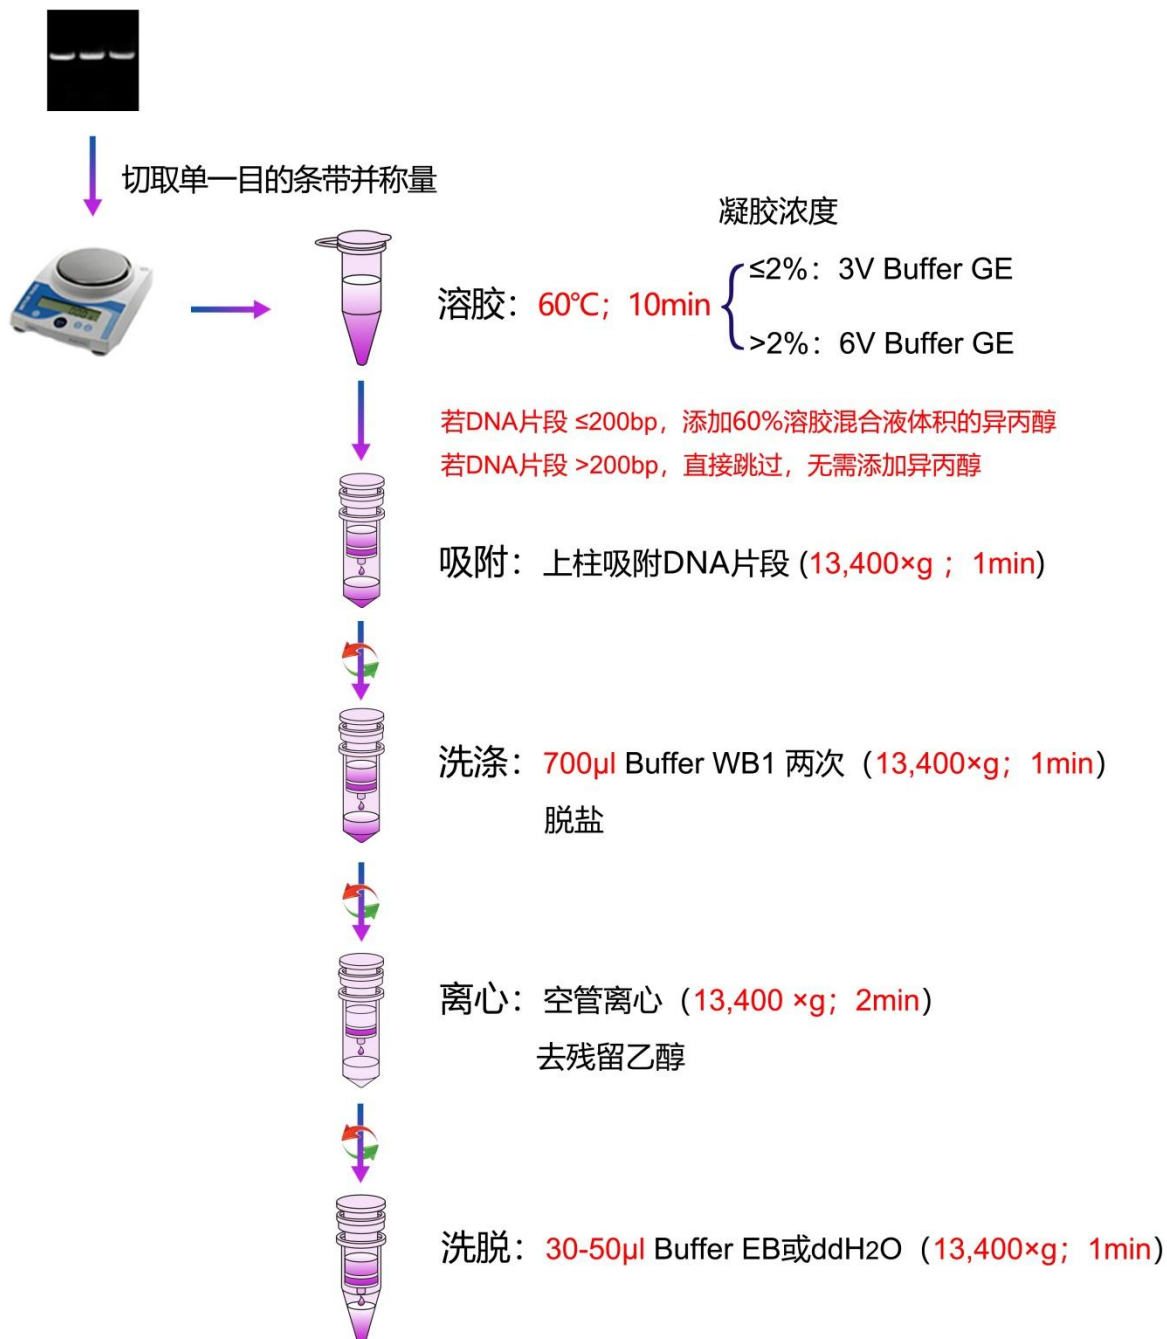 切取单一目的条带并称量
凝胶浓度
≤2%：3V Buffer GE
溶胶：60℃；10min
>2%：6V Buffer GE
若DNA片段 ≤200bp，添加60%溶胶混合液体积的异丙醇
若DNA片段 >200bp，直接跳过，无需添加异丙醇
吸附：上柱吸附DNA片段 (13,400×g ；1min)
洗涤：700μl Buffer WB1 两次（13,400×g；1min）
脱盐
离心：空管离心（13,400 ×g；2min）
去残留乙醇
洗脱：30-50μl Buffer EB或ddH2O（13,400×g；1min）